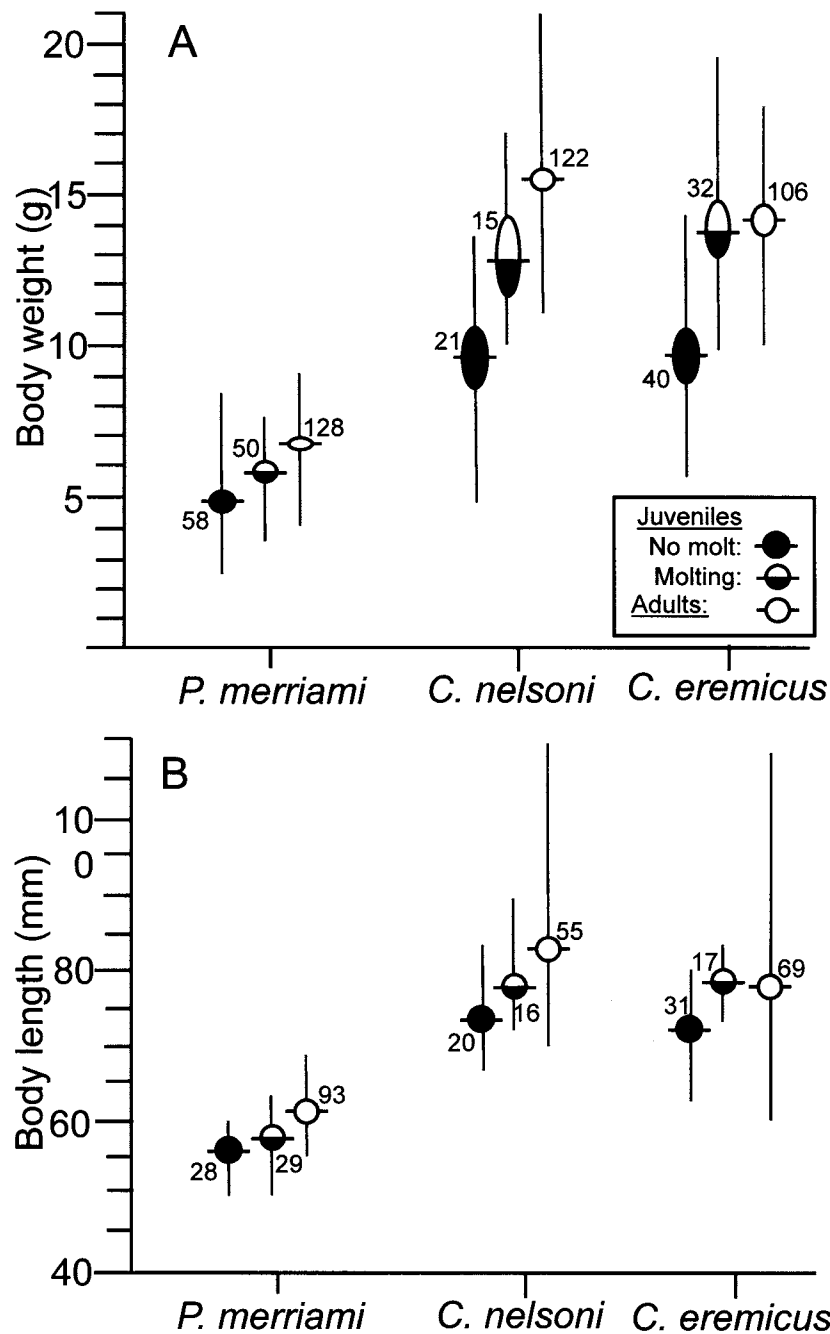 A
20
15
10
5
Body weight (g)
58
50
128
21
15
122
40
32
106
Juveniles
No molt:
Molting:
Adults:
P. merriami C. nelsoni C. eremicus
B
10
0
80
60
40
Body length (mm)
28
29
93
20
16
55
31
17
69
P. merriami C. nelsoni C. eremicus